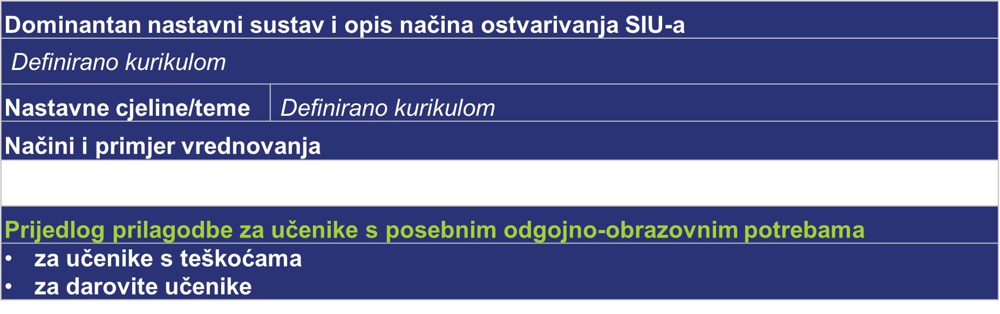 Dominantan nastavni sustav i opis načina ostvarivanja SIU-a
Definirano kurikulom
Nastavne cjeline/teme Definirano kurikulom
Načini i primjer vrednovanja
Prijedlog prilagodbe za učenike s posebnim odgojno-obrazovnim potrebama
• za učenike s teškoćama
• za darovite učenike